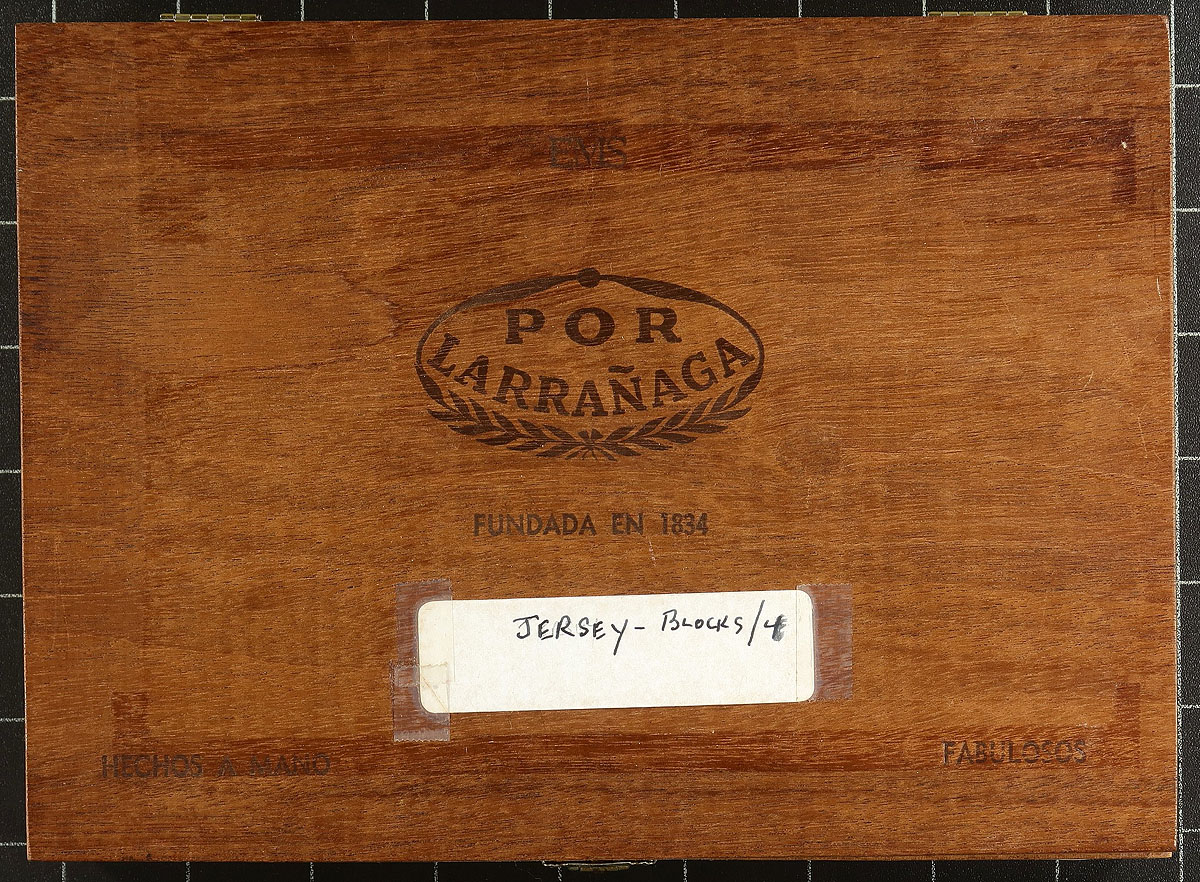 EMS
POR
LARRAÑAGA
FUNDADA EN 1834
JERSEY - BLOCKS/4
HECHOS A MANO
FABULOSOS